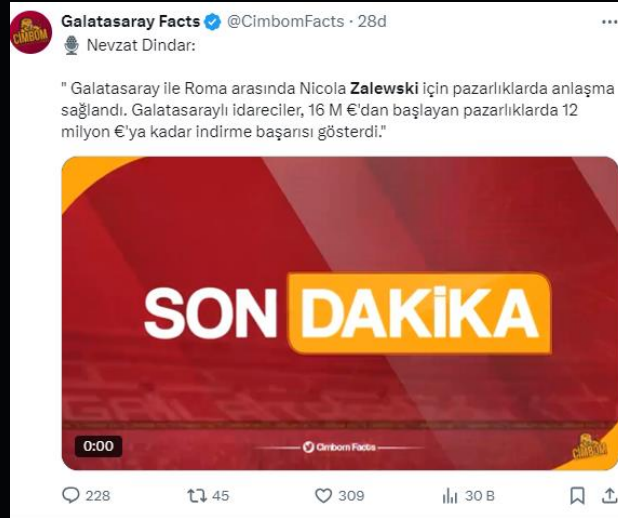 Galatasaray Facts @CimbomFacts · 28d
Nevzat Dindar:
" Galatasaray ile Roma arasında Nicola Zalewski için pazarlıklarda anlaşma
sağlandı. Galatasaraylı idareciler, 16 M €'dan başlayan pazarlıklarda 12
milyon €'ya kadar indirme başarısı gösterdi."
SON DAKİKA
0:00
Cimbom Facts
CIMBOM
228 45 309 30 B